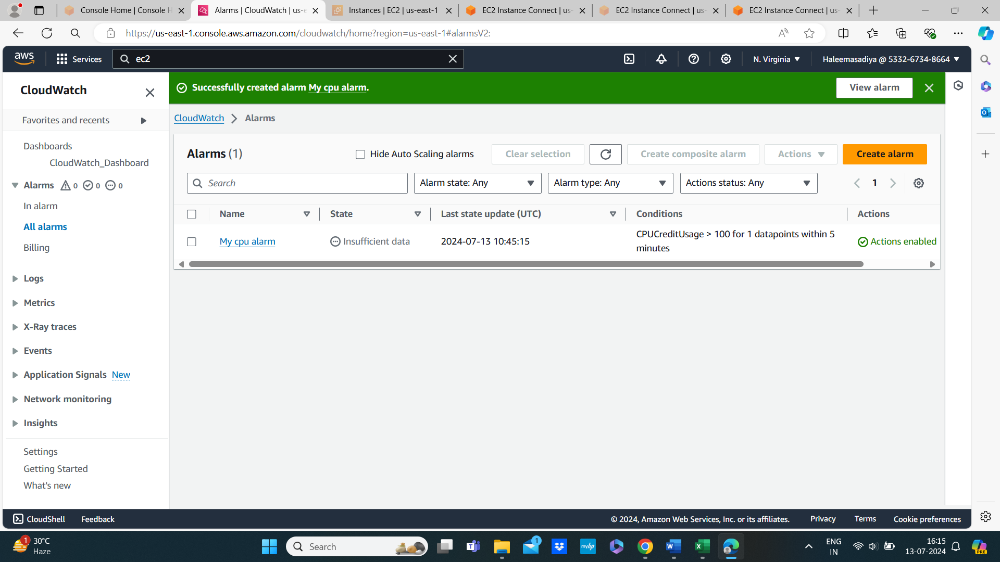 Console Home | Console H
Alarms | CloudWatch | us-e
Instances | EC2 | us-east-1
EC2 Instance Connect | us-
EC2 Instance Connect | us-
EC2 Instance Connect | us-
https://us-east-1.console.aws.amazon.com/cloudwatch/home?region=us-east-1#alarmsV2:
aws
Services
ec2
N. Virginia
Haleemasadiya @ 5332-6734-8664
CloudWatch
Favorites and recents
Dashboards
CloudWatch_Dashboard
Alarms 0 0 0
In alarm
All alarms
Billing
Logs
Metrics
X-Ray traces
Events
Application Signals New
Network monitoring
Insights
Settings
Getting Started
What's new
Successfully created alarm My cpu alarm.
View alarm
CloudWatch
Alarms
Alarms (1)
Hide Auto Scaling alarms
Clear selection
Create composite alarm
Actions
Create alarm
Search
Alarm state: Any
Alarm type: Any
Actions status: Any
1
Name
State
Last state update (UTC)
Conditions
Actions
My cpu alarm
Insufficient data
2024-07-13 10:45:15
CPUCreditUsage > 100 for 1 datapoints within 5
minutes
Actions enabled
CloudShell
Feedback
© 2024, Amazon Web Services, Inc. or its affiliates.
Privacy
Terms
Cookie preferences
1
30°C
Haze
Search
1
myhp
ENG
IN
16:15
13-07-2024
PRE